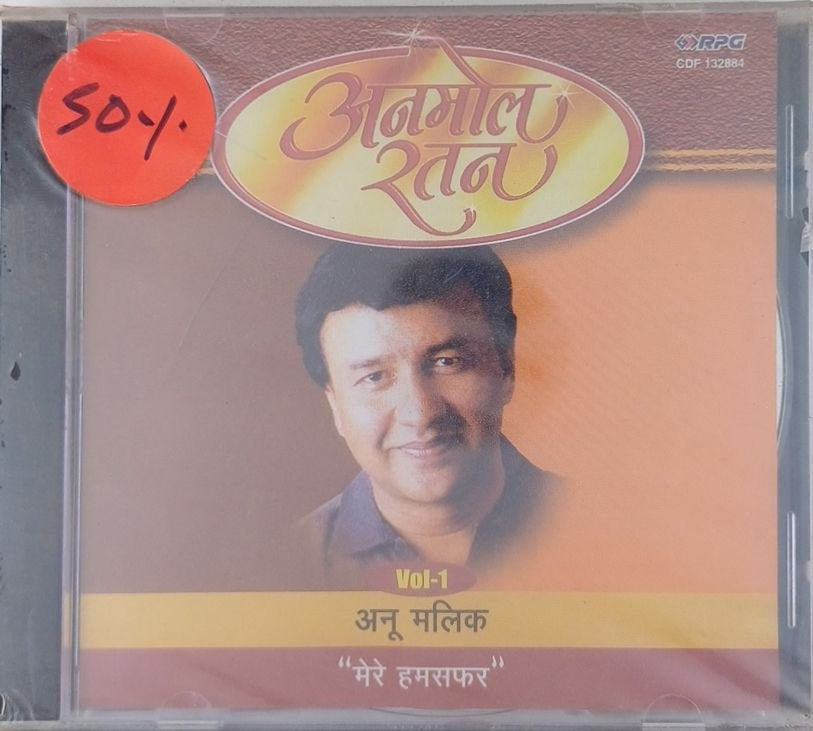 50%
RPG
CDF 132884
अनमोल
रतन
Vol-1
अनू मलिक
"मेरे हमसफर"